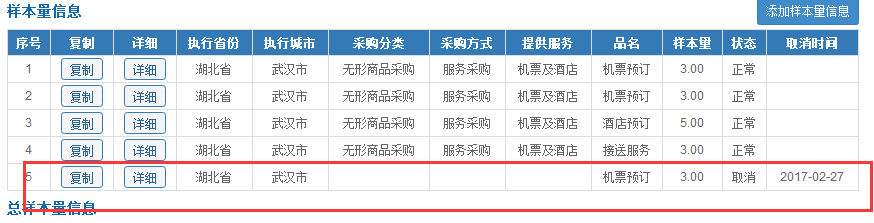 样本量信息 添加样本量信息
序号 复制 详细 执行省份 执行城市 采购分类 采购方式 提供服务 品名 样本量 状态 取消时间
1 复制 详细 湖北省 武汉市 无形商品采购 服务采购 机票及酒店 机票预订 3.00 正常
2 复制 详细 湖北省 武汉市 无形商品采购 服务采购 机票及酒店 机票预订 3.00 正常
3 复制 详细 湖北省 武汉市 无形商品采购 服务采购 机票及酒店 酒店预订 5.00 正常
4 复制 详细 湖北省 武汉市 无形商品采购 服务采购 机票及酒店 接送服务 3.00 正常
5 复制 详细 湖北省 武汉市 机票预订 3.00 取消 2017-02-27
总样本量信息